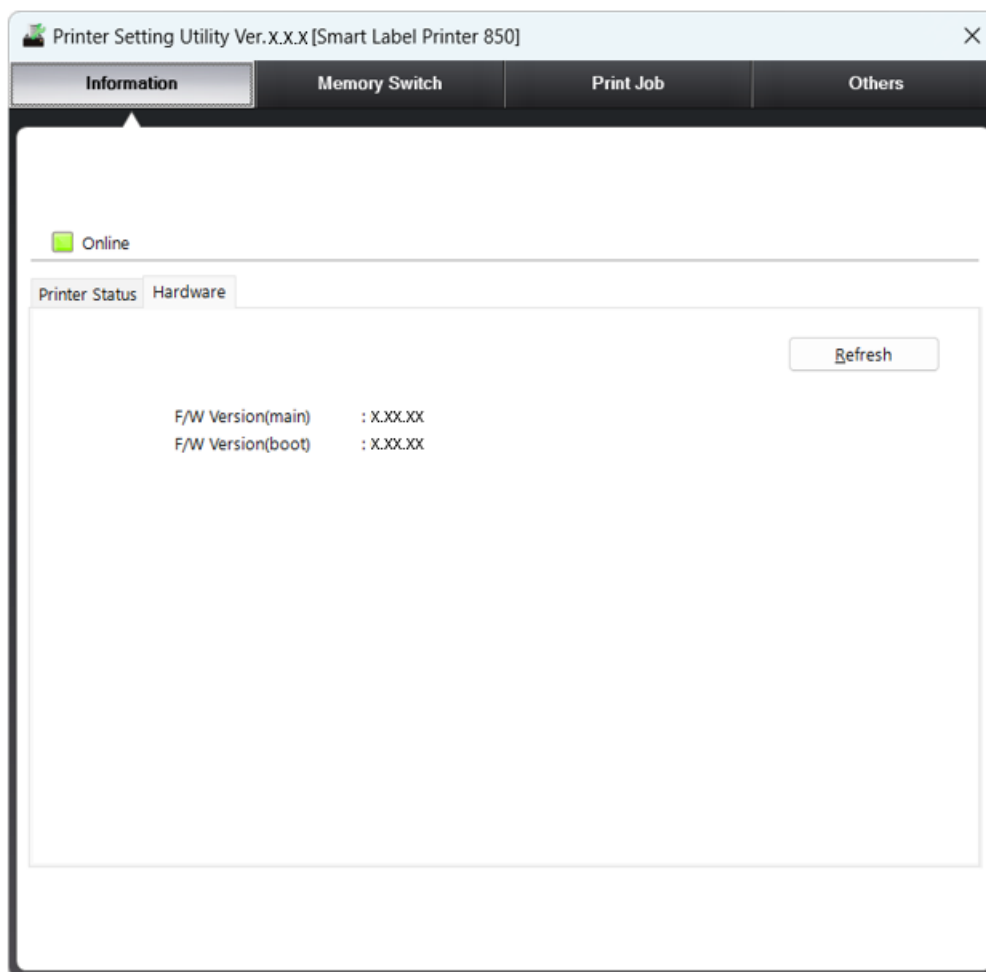 Printer Setting Utility Ver.X.X.X [Smart Label Printer 850]
Information Memory Switch Print Job Others
Online
Printer Status Hardware
Refresh
F/W Version(main) : X.XX.XX
F/W Version(boot) : X.XX.XX